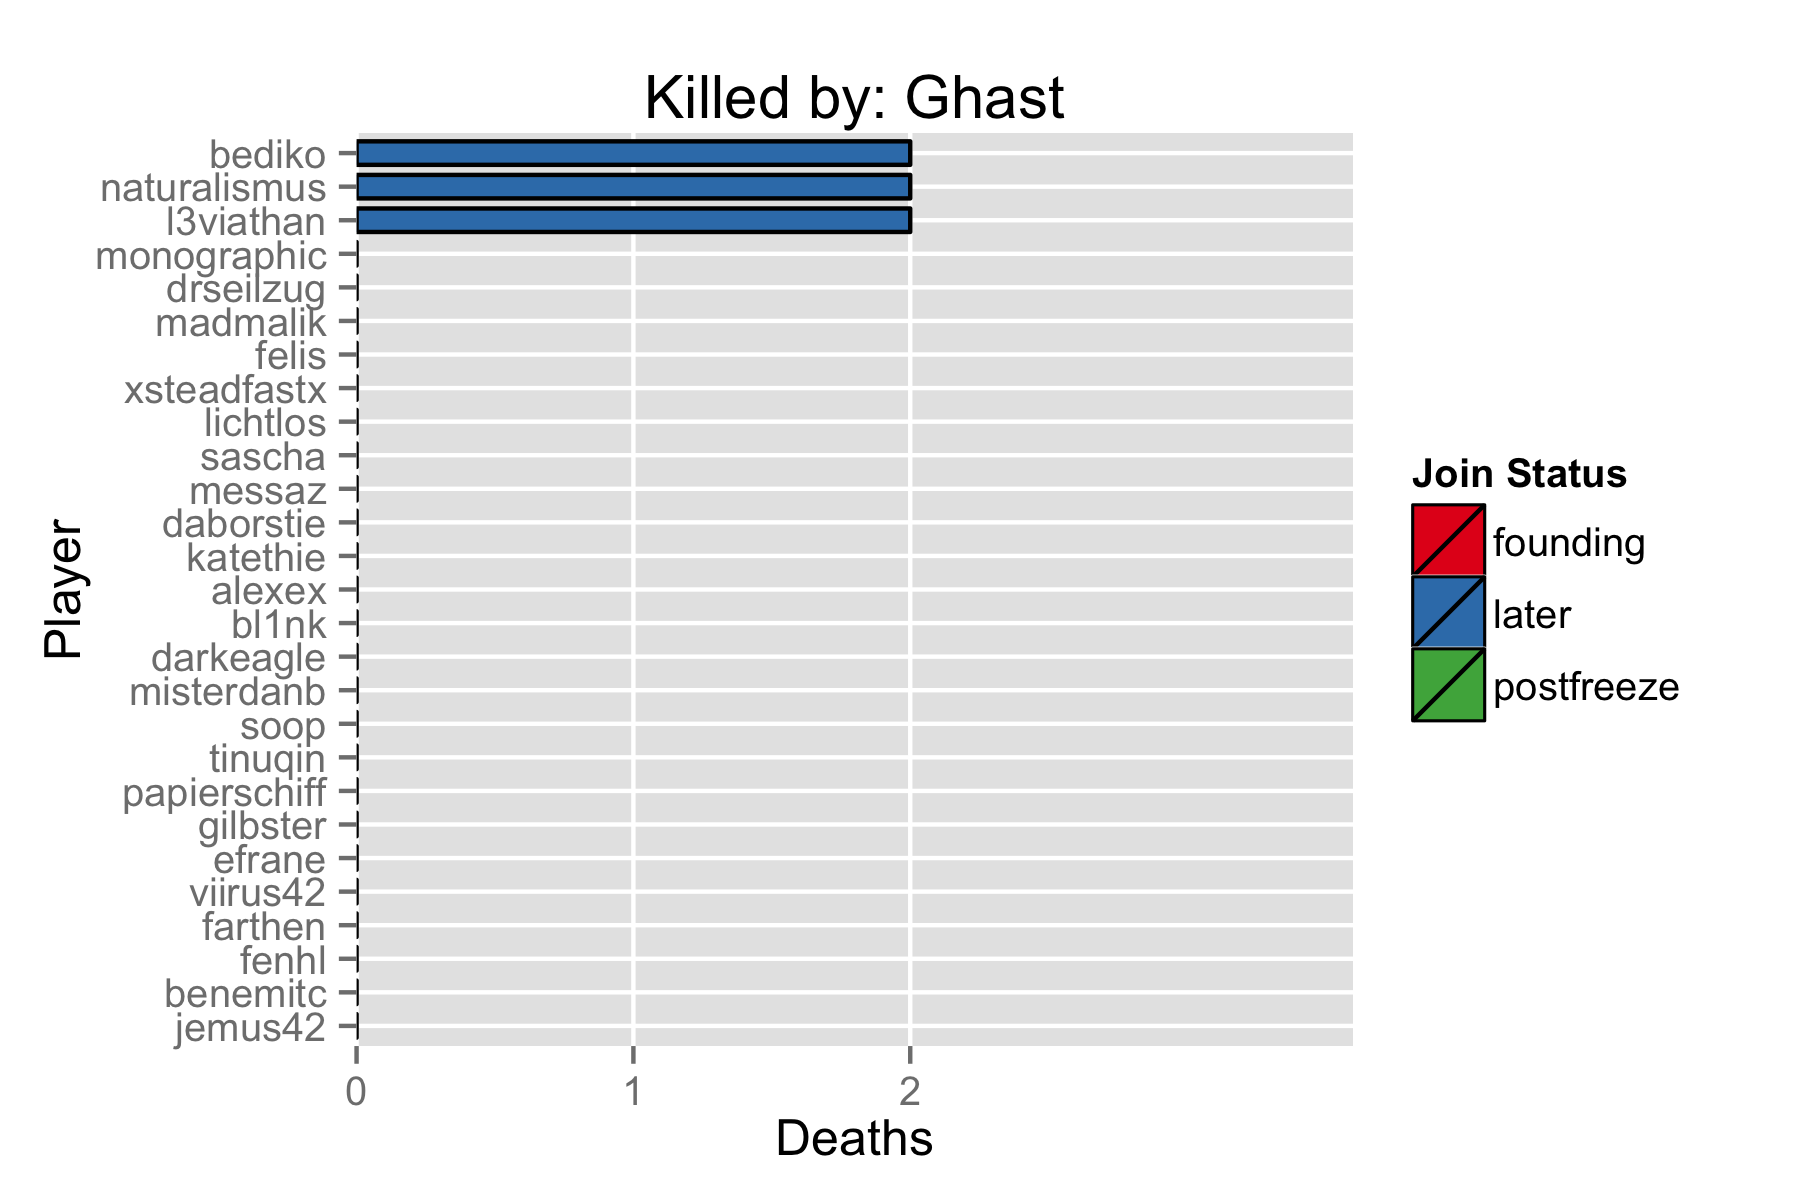 Killed by: Ghast
Player
bediko
naturalismus
l3viathan
monographic
drseilzug
madmalik
felis
xsteadfastx
lichtlos
sascha
messaz
daborstie
katethie
alexex
bl1nk
darkeagle
misterdanb
soop
tinuqin
papierschiff
gilbster
efrane
viirus42
farthen
fenhl
benemitc
jemus42
0 1 2
Deaths
Join Status
founding
later
postfreeze